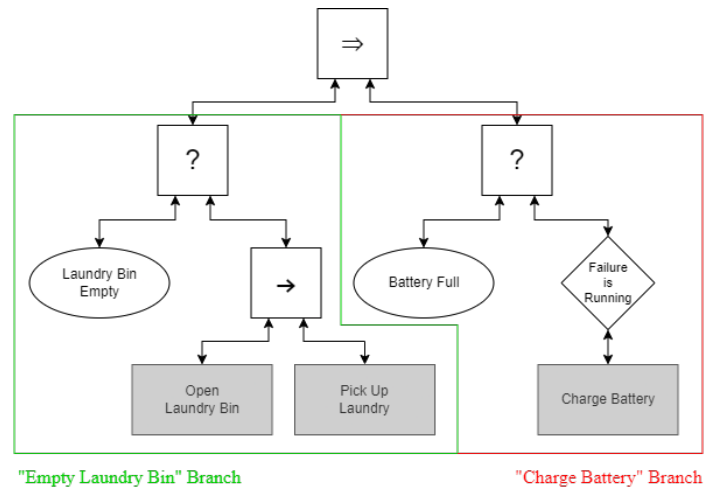 ⇒
?
?
Laundry Bin
Empty
→
Battery Full
Failure
is
Running
Open
Laundry Bin
Pick Up
Laundry
Charge Battery
"Empty Laundry Bin" Branch
"Charge Battery" Branch